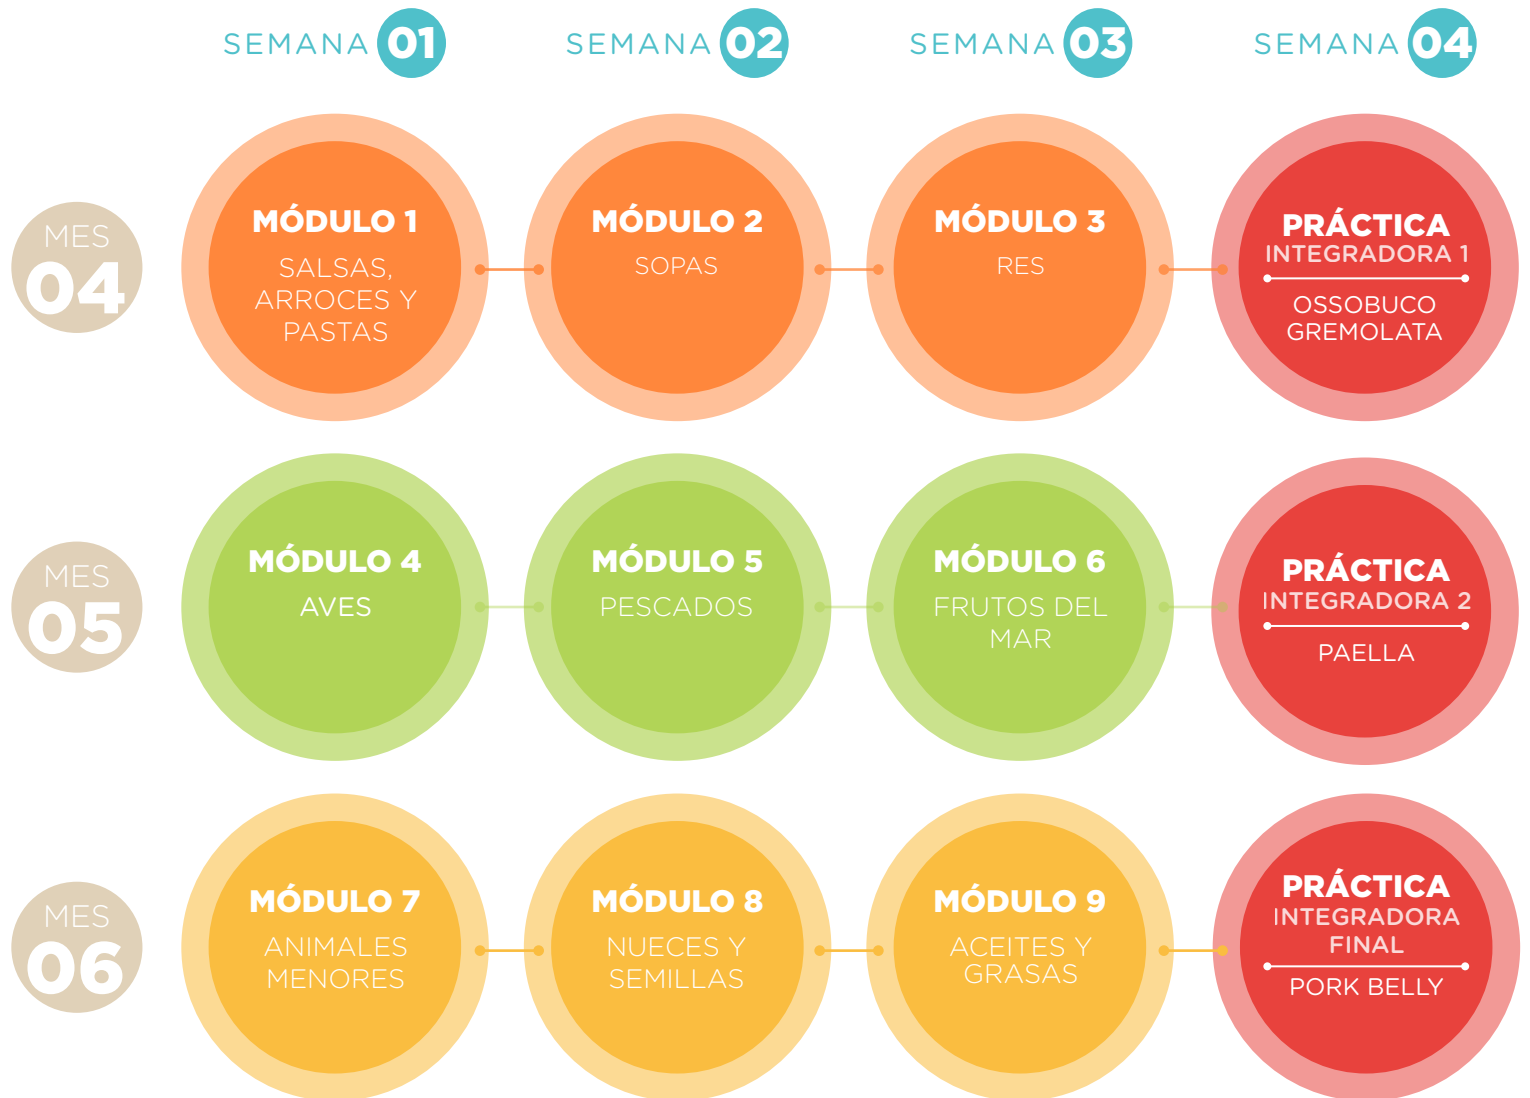 SEMANA 01
SEMANA 02
SEMANA 03
SEMANA 04
MES
04
MÓDULO 1
SALSAS,
ARROCES Y
PASTAS
MÓDULO 2
SOPAS
MÓDULO 3
RES
PRÁCTICA
INTEGRADORA 1
OSSOBUCO
GREMOLATA
MES
05
MÓDULO 4
AVES
MÓDULO 5
PESCADOS
MÓDULO 6
FRUTOS DEL
MAR
PRÁCTICA
INTEGRADORA 2
PAELLA
MES
06
MÓDULO 7
ANIMALES
MENORES
MÓDULO 8
NUECES Y
SEMILLAS
MÓDULO 9
ACEITES Y
GRASAS
PRÁCTICA
INTEGRADORA
FINAL
PORK BELLY